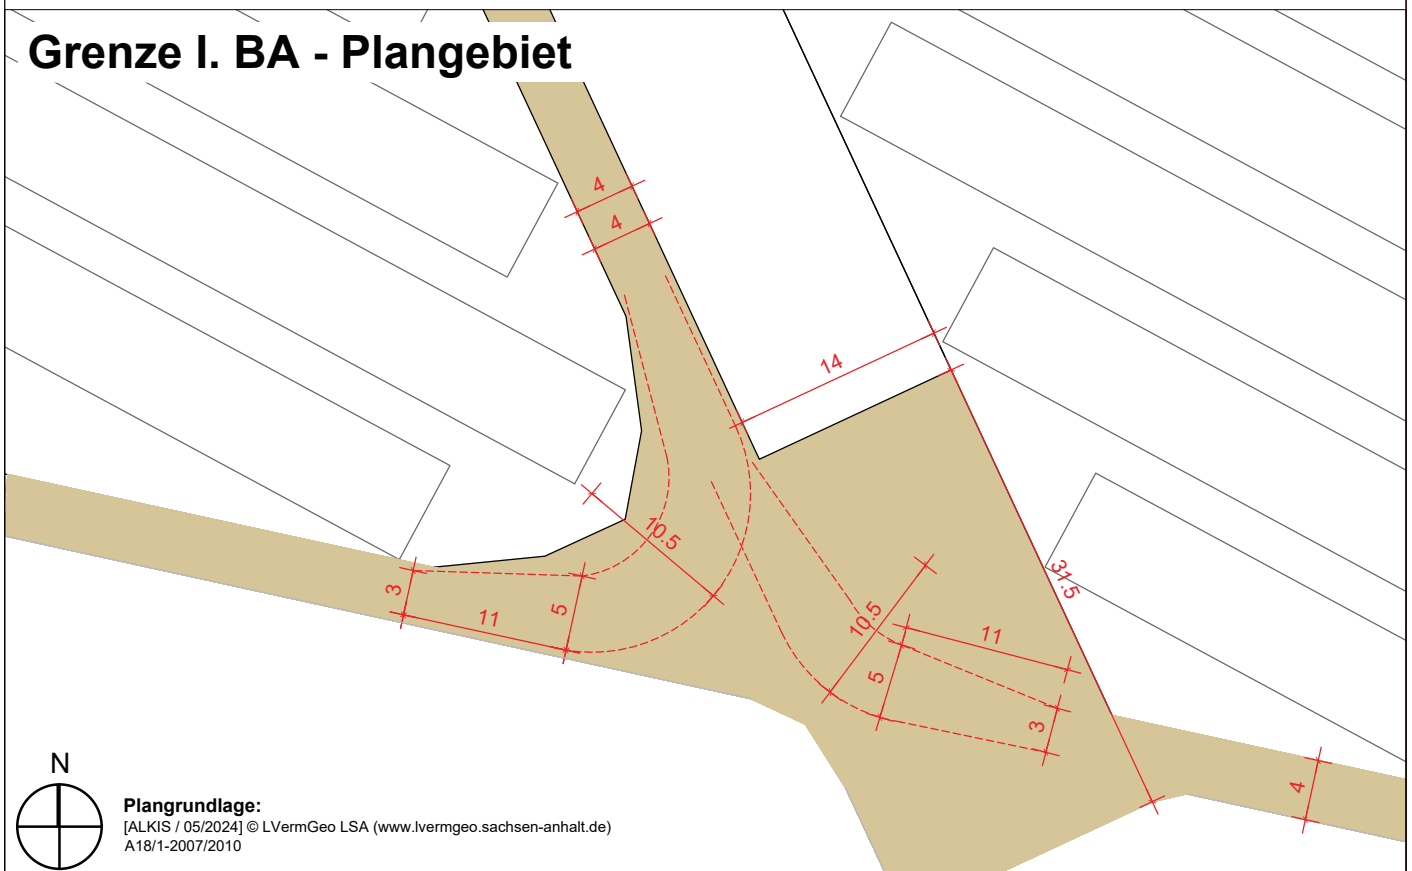 Grenze I. BA - Plangebiet
4
4
14
10.5
3
11
5
31.5
10.5
11
5
3
4
N
Plangrundlage:
[ALKIS / 05/2024] © LVermGeo LSA (www.lvermgeo.sachsen-anhalt.de)
A18/1-2007/2010